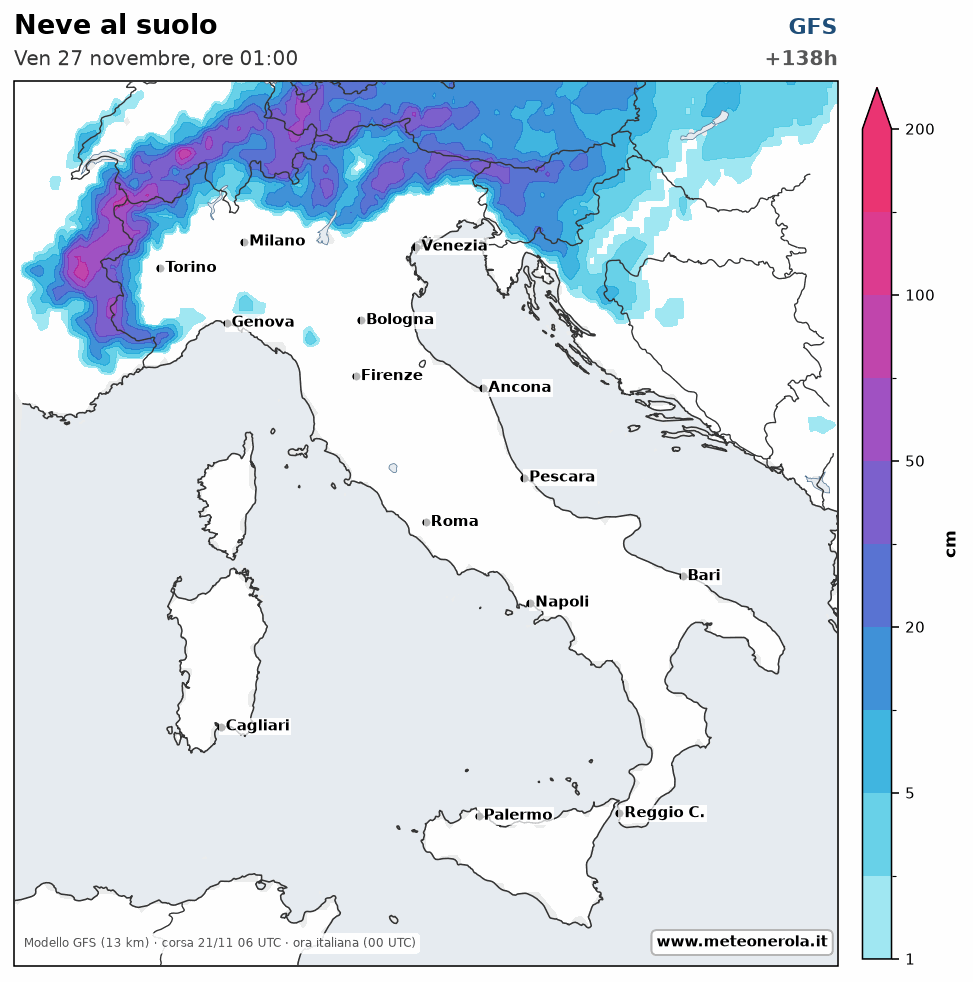 Neve al suolo
GFS
Ven 27 novembre, ore 01:00
+138h
Milano
Venezia
Torino
Genova
Bologna
Firenze
Ancona
Pescara
Roma
Bari
Napoli
Cagliari
Palermo
Reggio C.
200
100
50
20
5
1
cm
Modello GFS (13 km) · corsa 21/11 06 UTC · ora italiana (00 UTC)
www.meteonerola.it